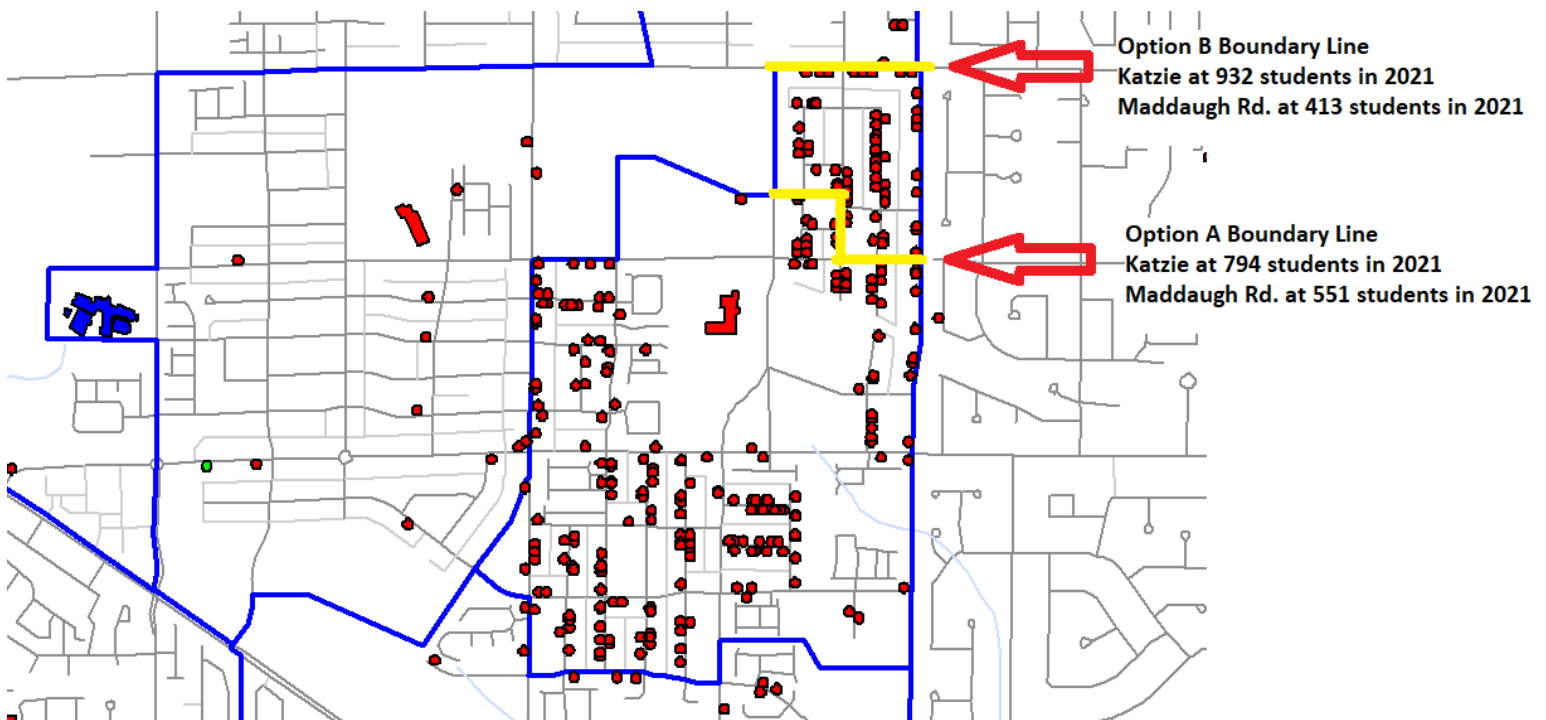 Option B Boundary Line
Katzie at 932 students in 2021
Maddaugh Rd. at 413 students in 2021
Option A Boundary Line
Katzie at 794 students in 2021
Maddaugh Rd. at 551 students in 2021